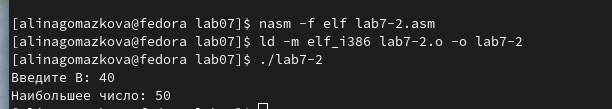 [alinagomazkova@fedora lab07]$ nasm -f elf lab7-2.asm
[alinagomazkova@fedora lab07]$ ld -m elf_i386 lab7-2.o -o lab7-2
[alinagomazkova@fedora lab07]$ ./lab7-2
Введите В: 40
Наибольшее число: 50